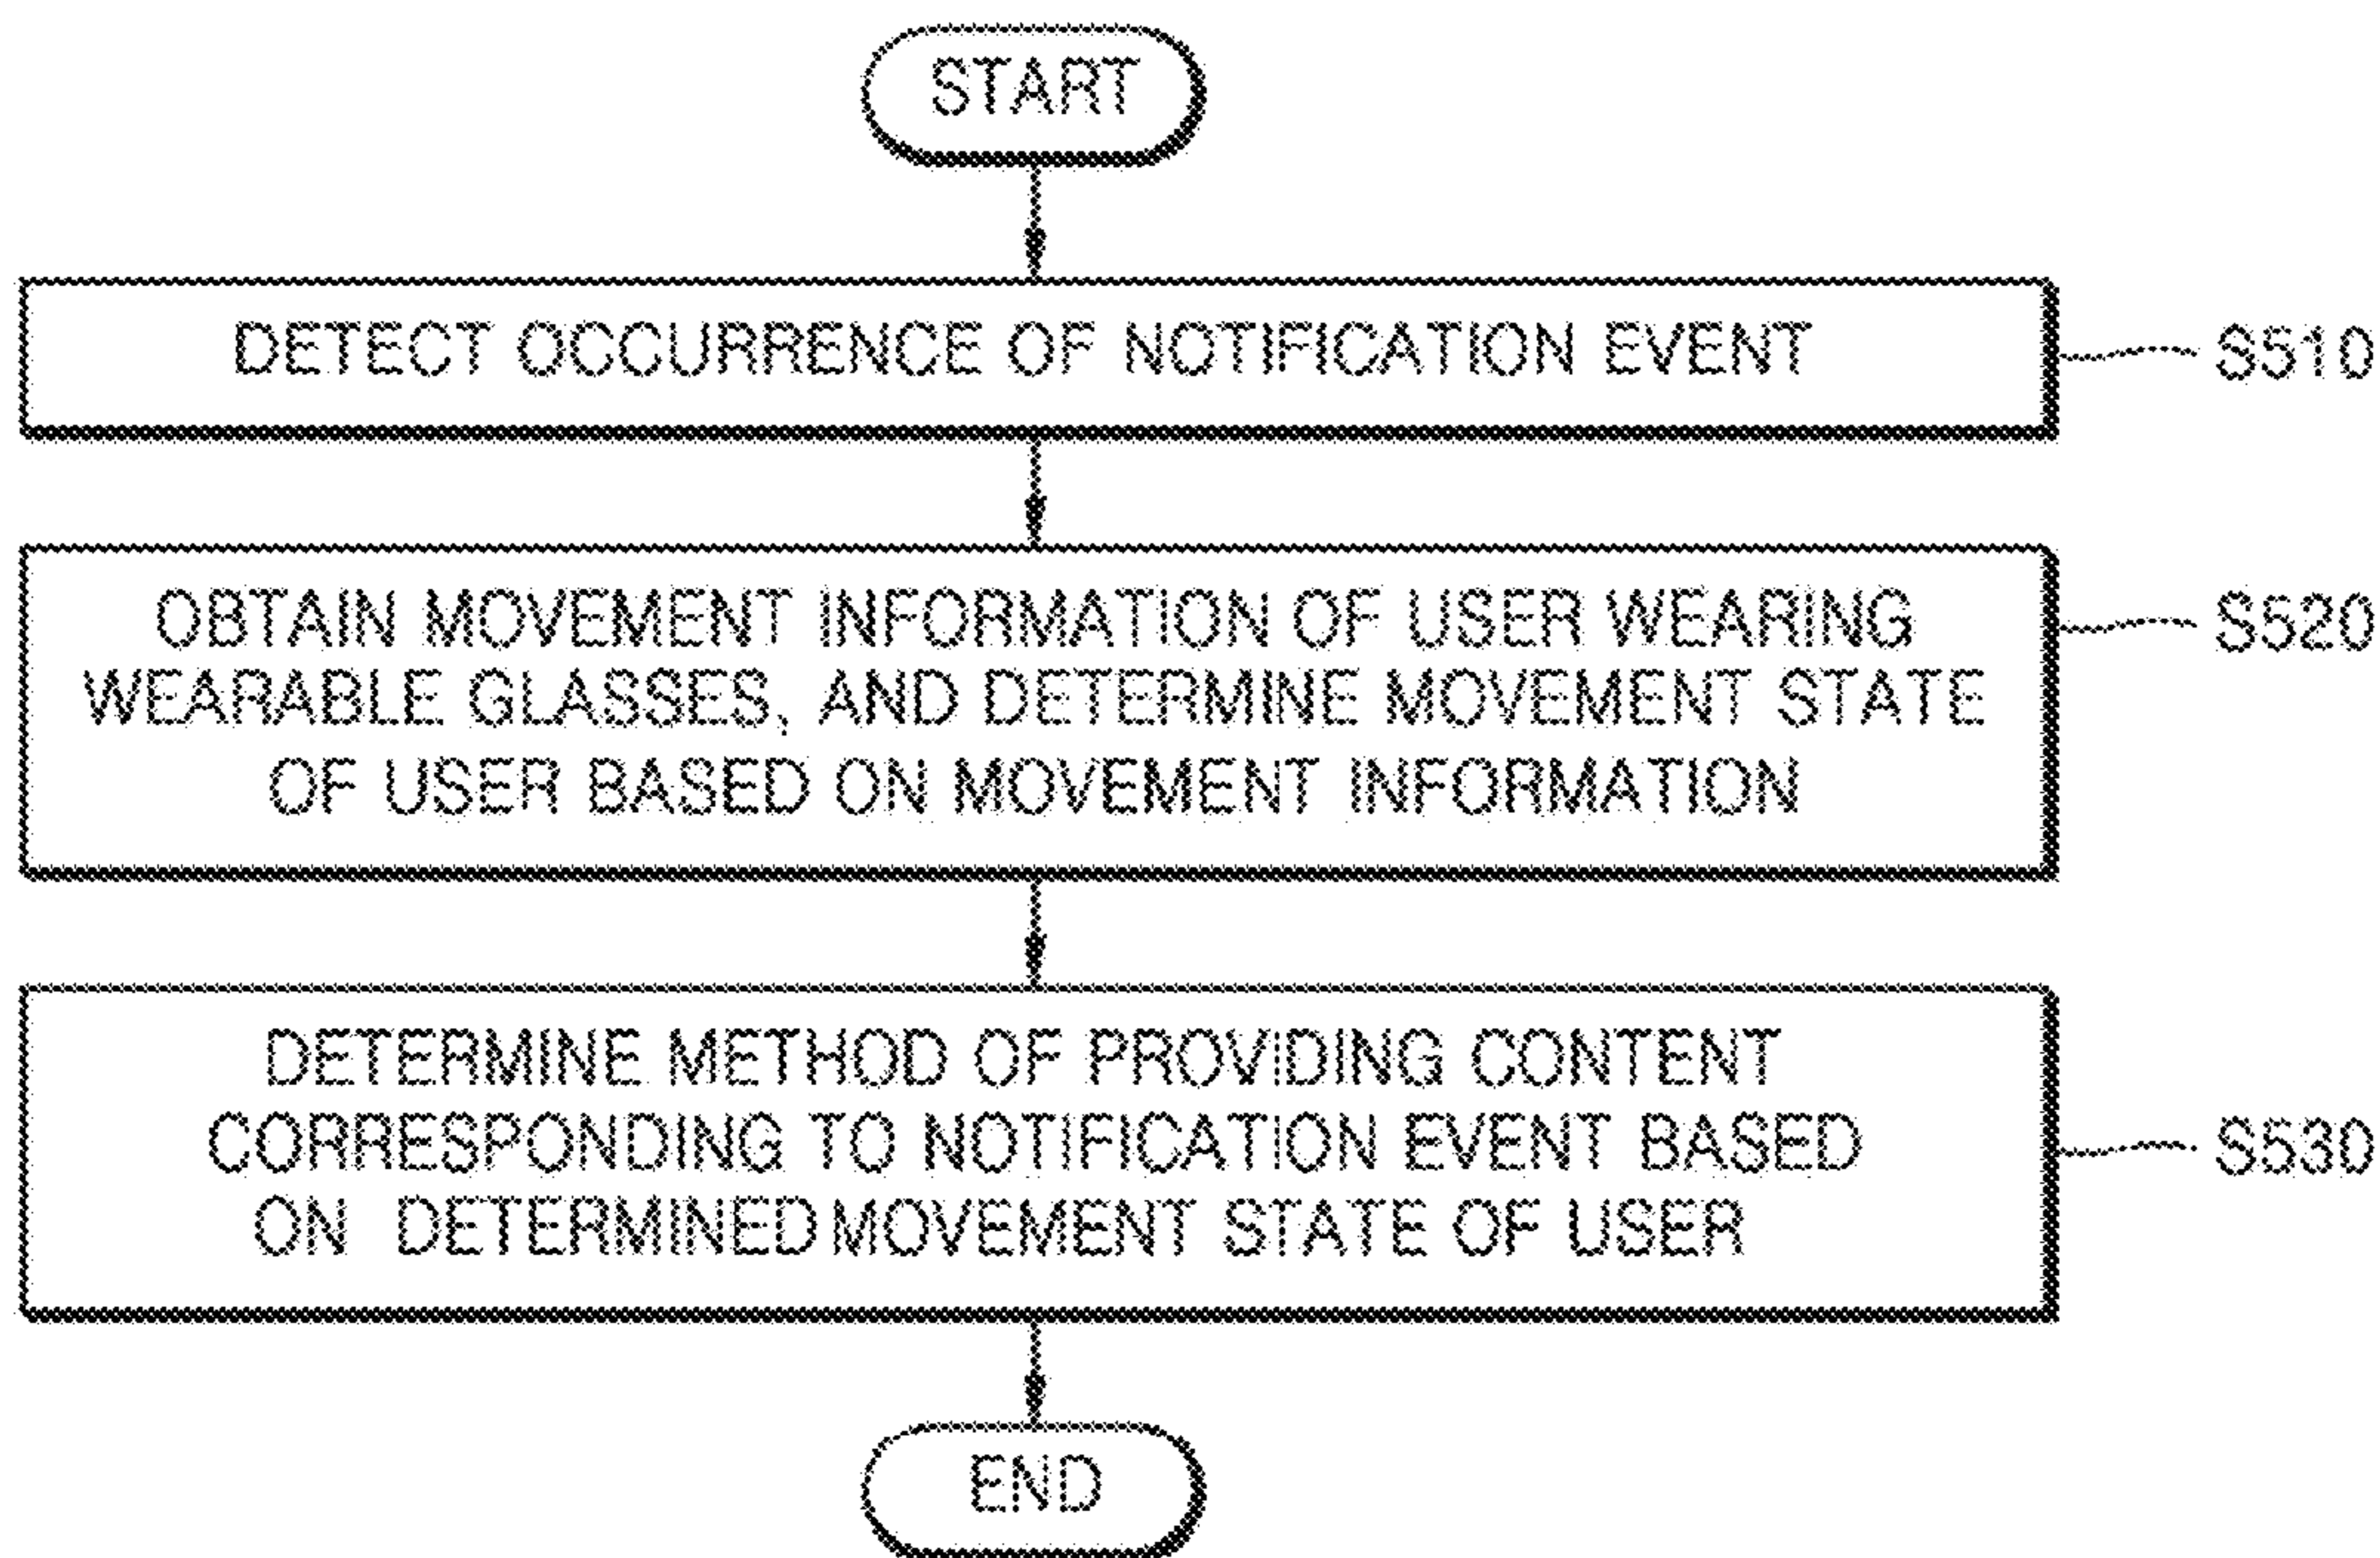 START
DETECT OCCURRENCE OF NOTIFICATION EVENT
S510
OBTAIN MOVEMENT INFORMATION OF USER WEARING
WEARABLE GLASSES, AND DETERMINE MOVEMENT STATE
OF USER BASED ON MOVEMENT INFORMATION
S520
DETERMINE METHOD OF PROVIDING CONTENT
CORRESPONDING TO NOTIFICATION EVENT BASED
ON DETERMINED MOVEMENT STATE OF USER
S530
END